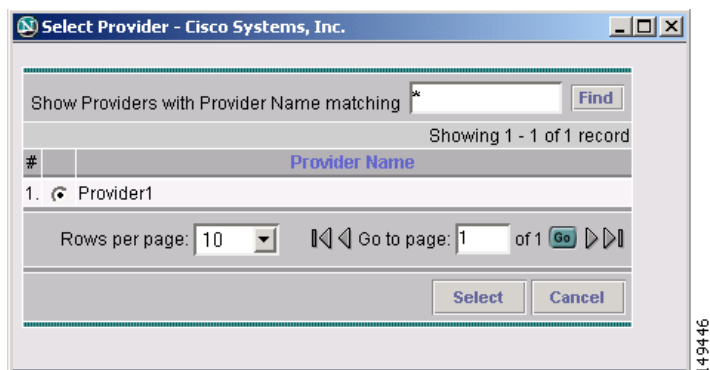 Select Provider - Cisco Systems, Inc.
Show Providers with Provider Name matching * Find
Showing 1 - 1 of 1 record
# Provider Name
1. Provider1
Rows per page: 10 Go to page: 1 of 1 Go
Select Cancel
149446